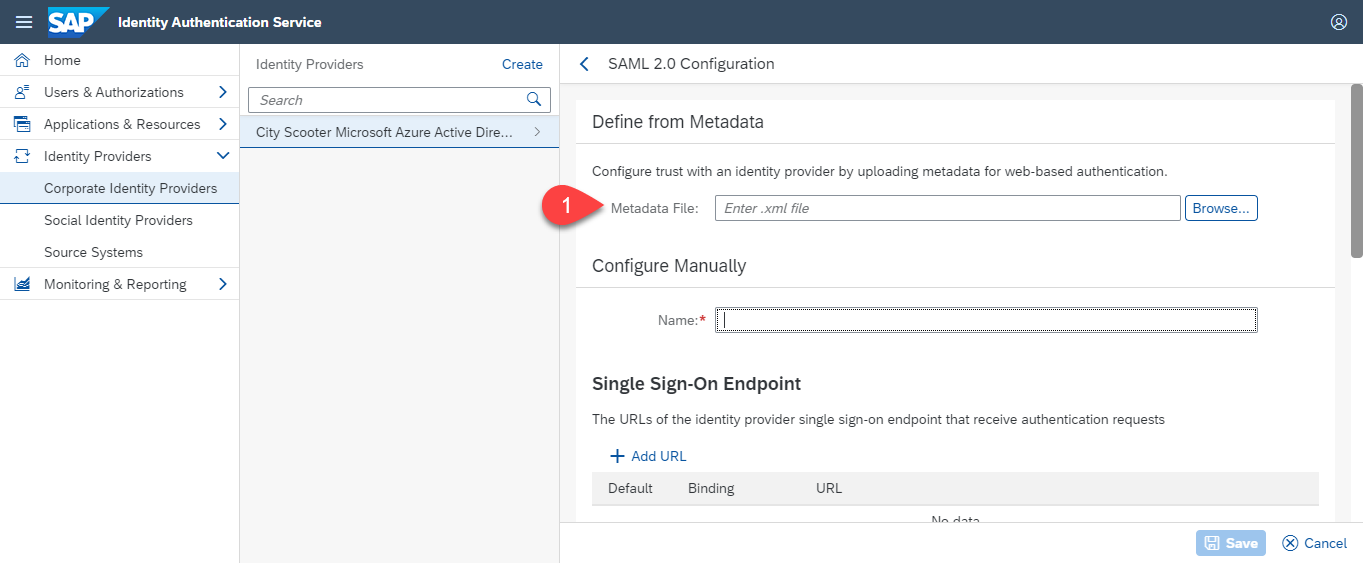 SAP Identity Authentication Service
Home
Users & Authorizations
Applications & Resources
Identity Providers
Corporate Identity Providers
Social Identity Providers
Source Systems
Monitoring & Reporting
Identity Providers Create
Search
City Scooter Microsoft Azure Active Dire...
SAML 2.0 Configuration
Define from Metadata
Configure trust with an identity provider by uploading metadata for web-based authentication.
1 Metadata File: Enter .xml file Browse...
Configure Manually
Name:*
Single Sign-On Endpoint
The URLs of the identity provider single sign-on endpoint that receive authentication requests
Add URL
Default Binding URL
No data
Save Cancel